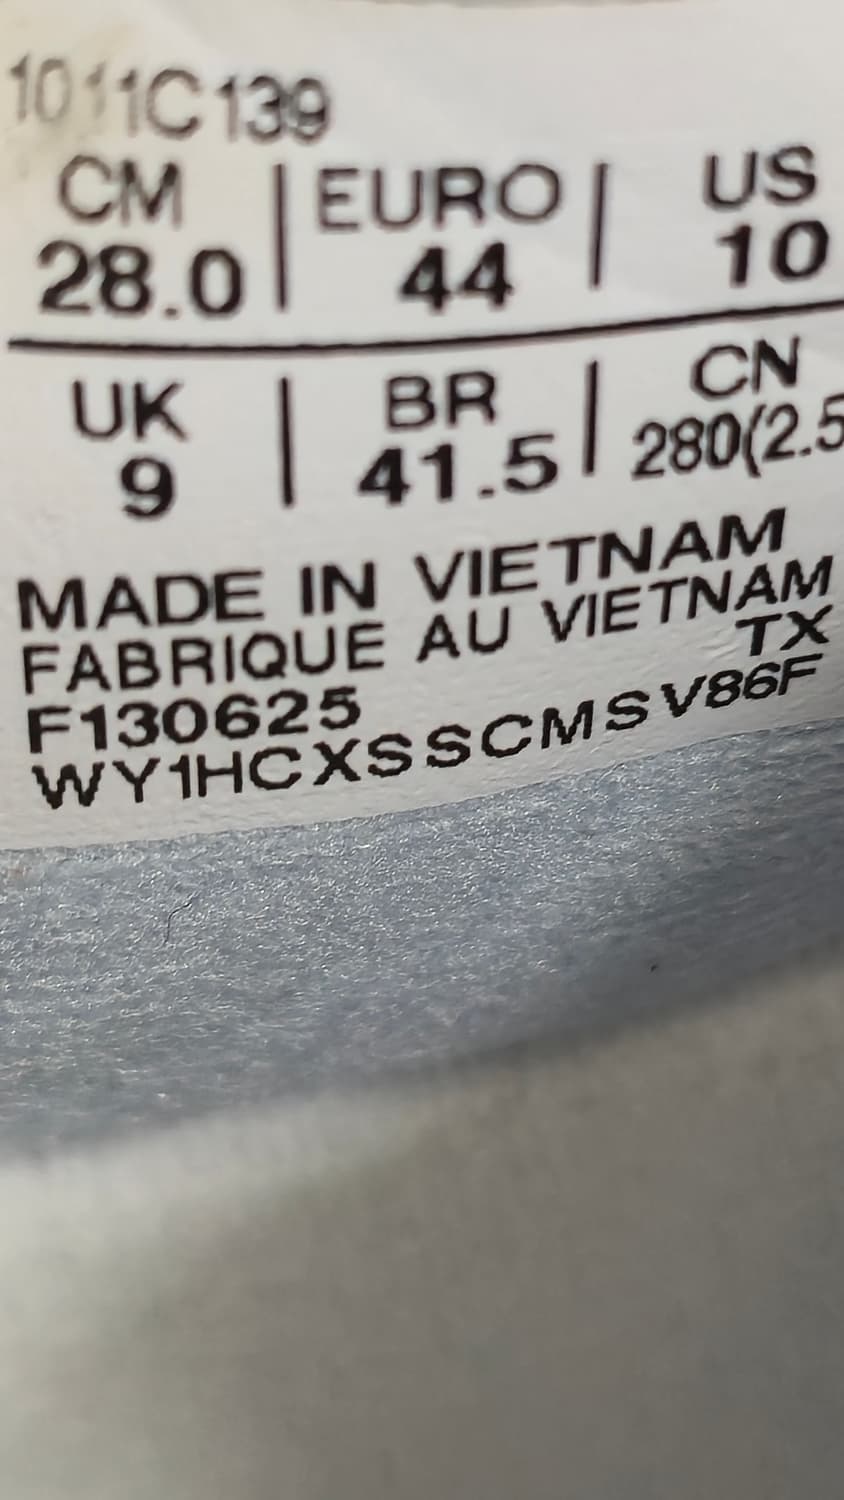 1011C139
CM | EURO | US
28.0 | 44 | 10
UK | BR | CN
9 | 41.5 | 280(2.5
MADE IN VIETNAM
FABRIQUE AU VIETNAM
TX
F130625
WY1HCXSSCMSV86F